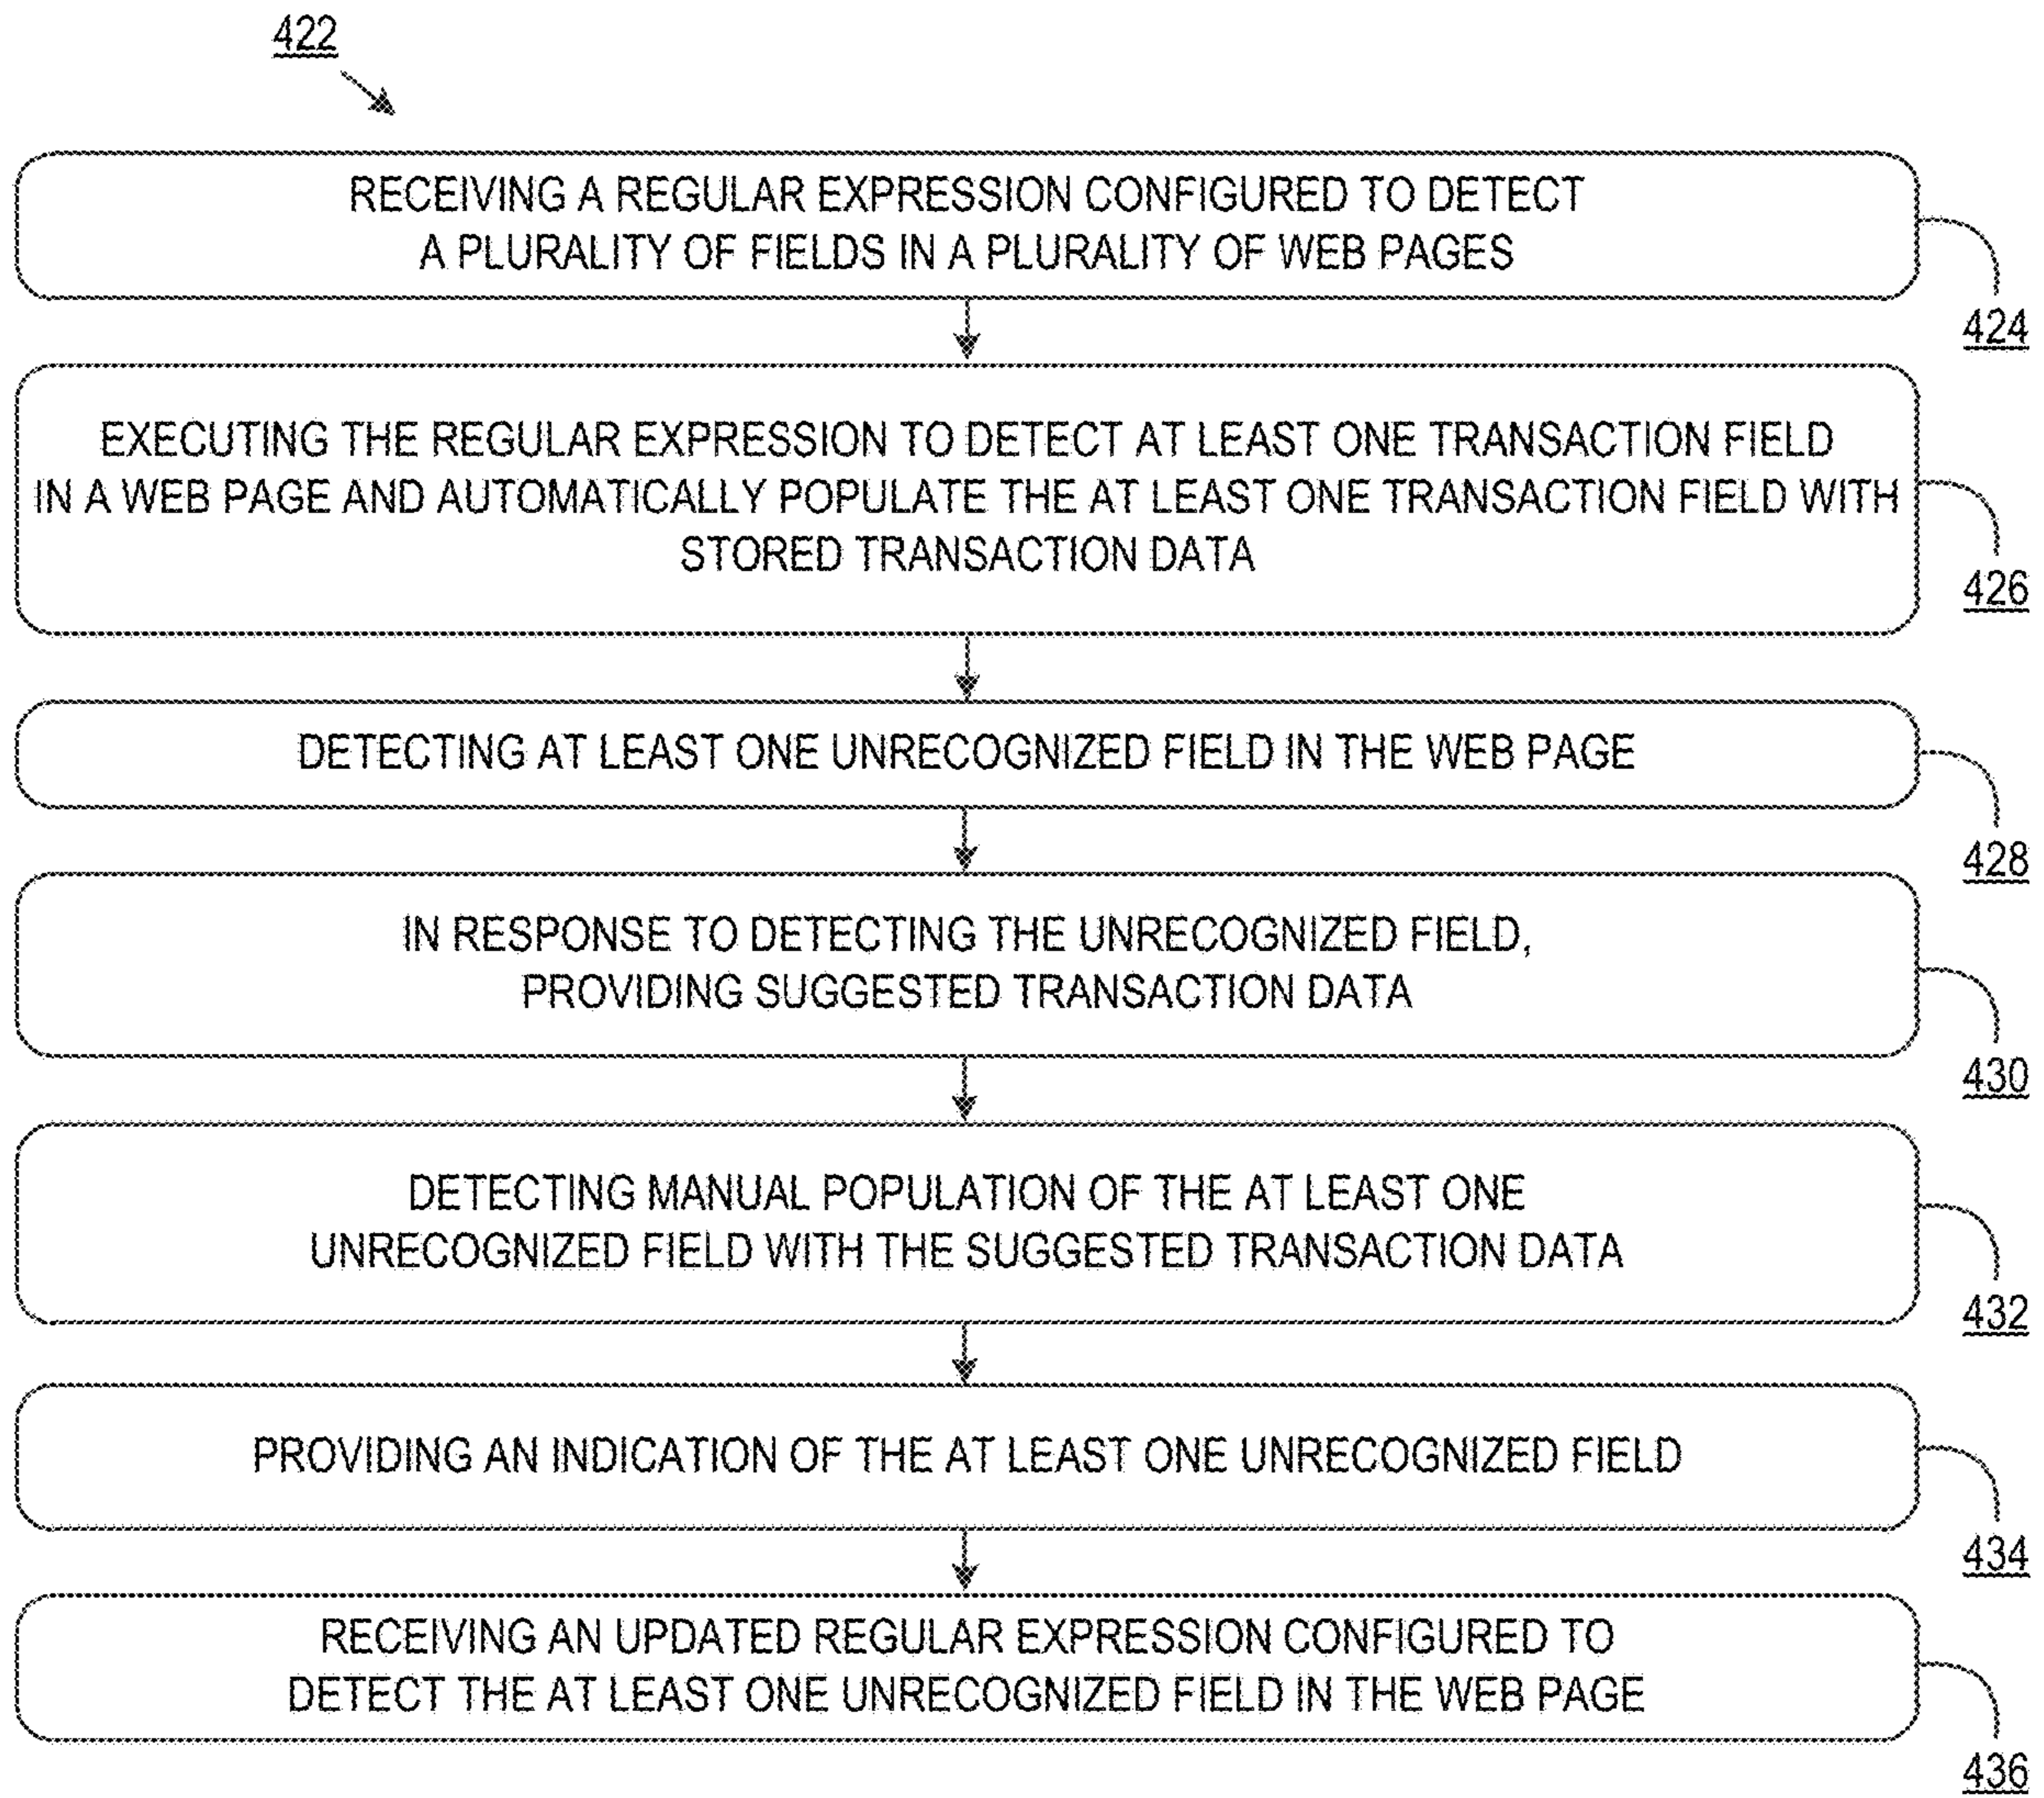 422
RECEIVING A REGULAR EXPRESSION CONFIGURED TO DETECT
A PLURALITY OF FIELDS IN A PLURALITY OF WEB PAGES
424
EXECUTING THE REGULAR EXPRESSION TO DETECT AT LEAST ONE TRANSACTION FIELD
IN A WEB PAGE AND AUTOMATICALLY POPULATE THE AT LEAST ONE TRANSACTION FIELD WITH
STORED TRANSACTION DATA
426
DETECTING AT LEAST ONE UNRECOGNIZED FIELD IN THE WEB PAGE
428
IN RESPONSE TO DETECTING THE UNRECOGNIZED FIELD,
PROVIDING SUGGESTED TRANSACTION DATA
430
DETECTING MANUAL POPULATION OF THE AT LEAST ONE
UNRECOGNIZED FIELD WITH THE SUGGESTED TRANSACTION DATA
432
PROVIDING AN INDICATION OF THE AT LEAST ONE UNRECOGNIZED FIELD
434
RECEIVING AN UPDATED REGULAR EXPRESSION CONFIGURED TO
DETECT THE AT LEAST ONE UNRECOGNIZED FIELD IN THE WEB PAGE
436